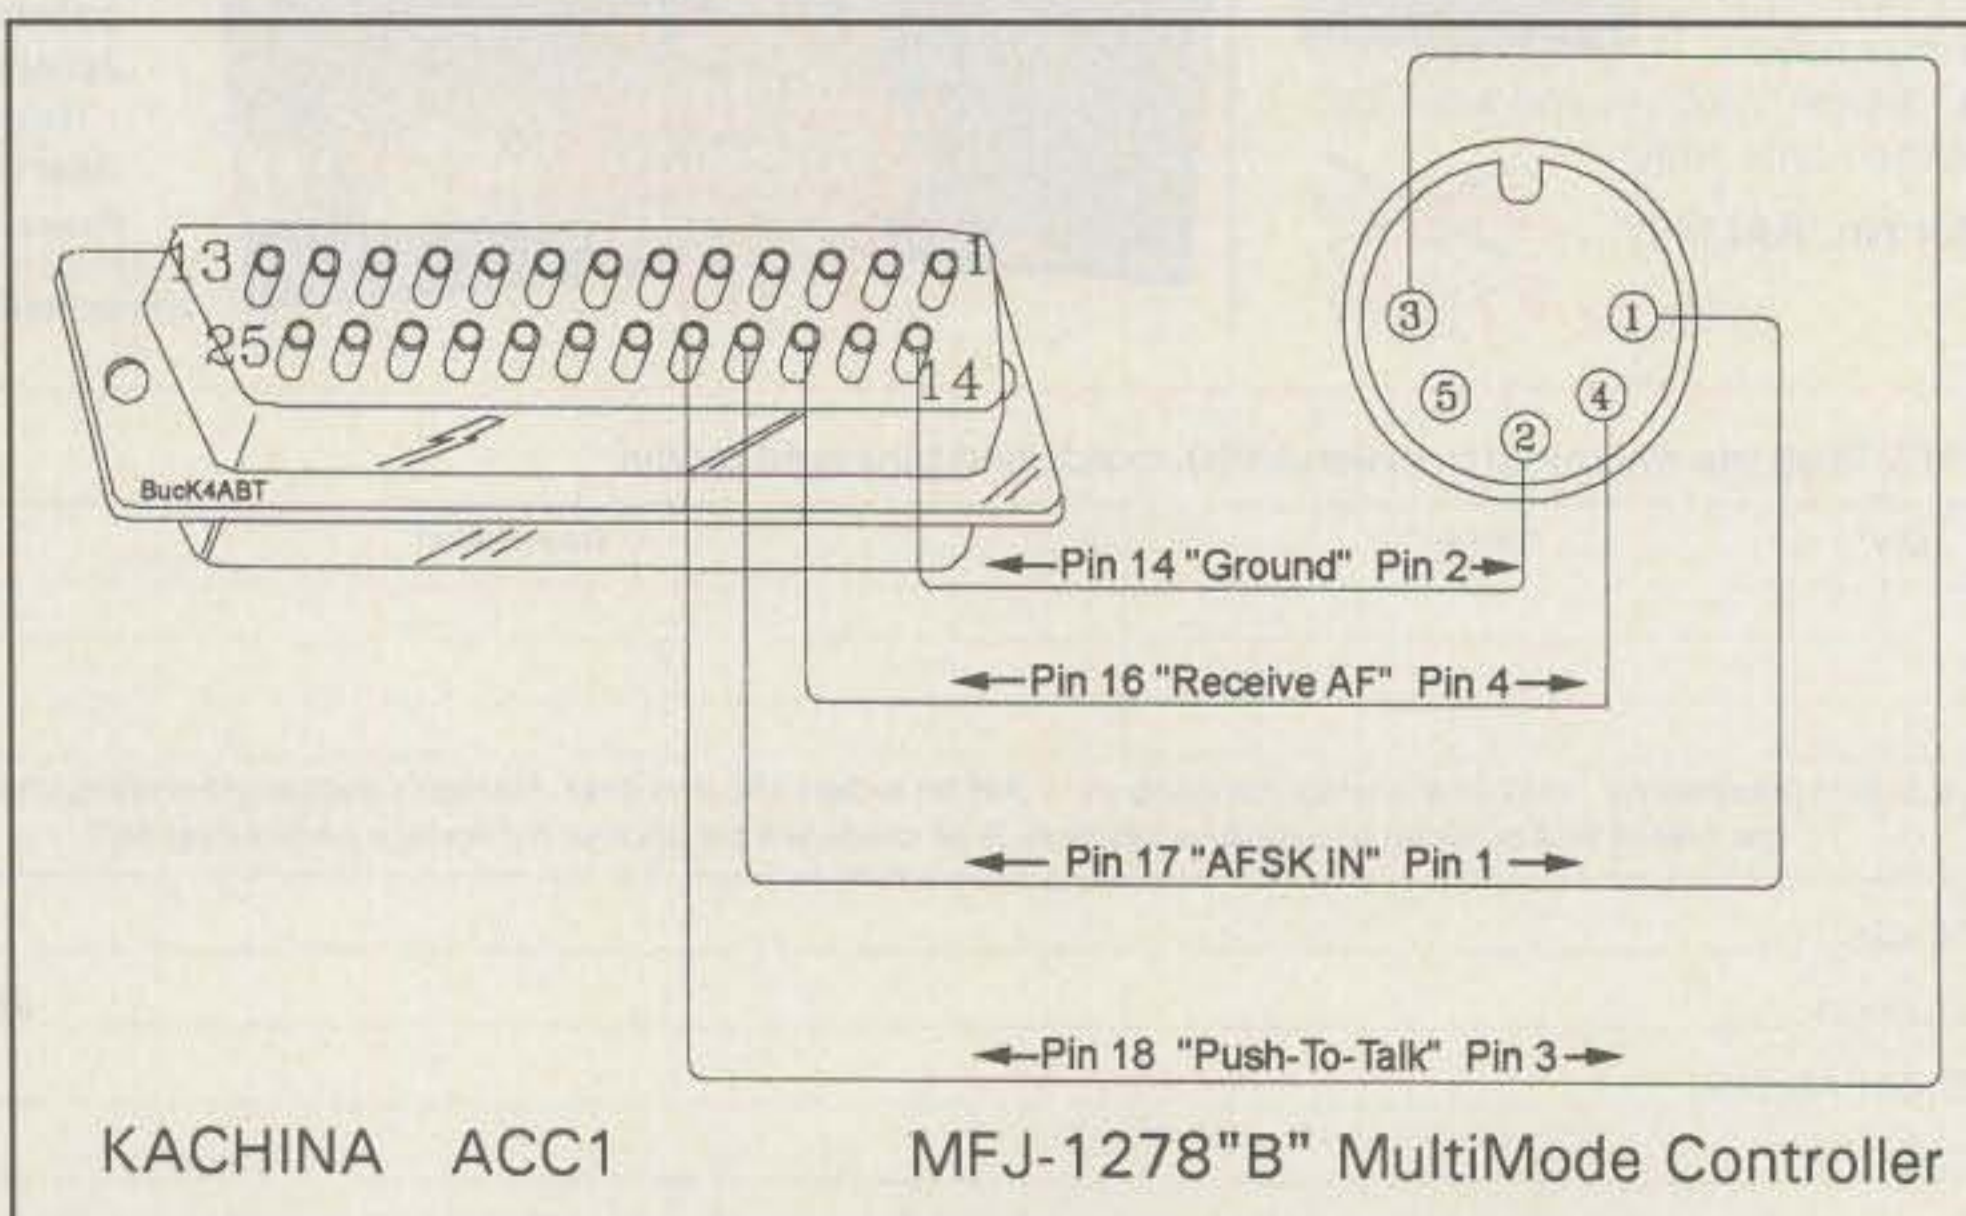 13
1
25
14
BucK4ABT
3
1
5
4
2
Pin 14 "Ground" Pin 2
Pin 16 "Receive AF" Pin 4
Pin 17 "AFSK IN" Pin 1
Pin 18 "Push-To-Talk" Pin 3
KACHINA ACC1
MFJ-1278"B" MultiMode Controller